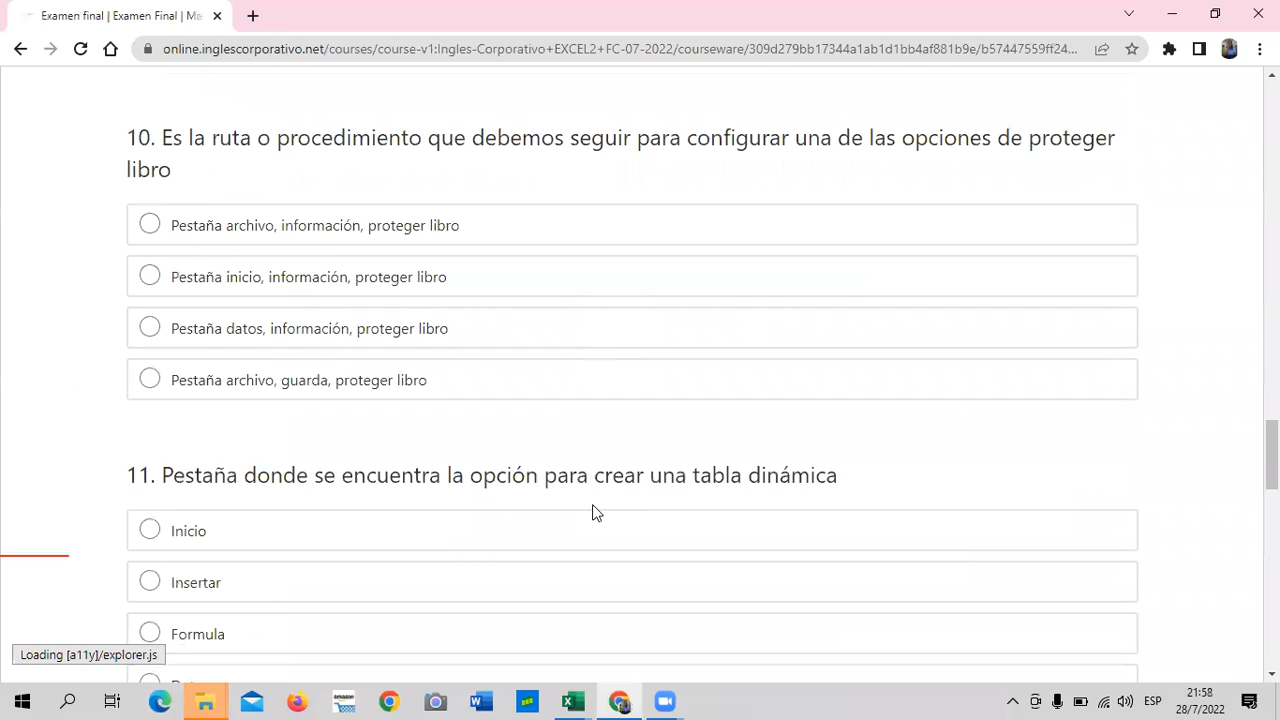 Examen final | Examen Final | Ma
online.inglescorporativo.net/courses/course-v1:Ingles-Corporativo+EXCEL2+FC-07-2022/courseware/309d279bb17344a1ab1d1bb4af881b9e/b57447559ff24...
10. Es la ruta o procedimiento que debemos seguir para configurar una de las opciones de proteger
libro
Pestaña archivo, información, proteger libro
Pestaña inicio, información, proteger libro
Pestaña datos, información, proteger libro
Pestaña archivo, guarda, proteger libro
11. Pestaña donde se encuentra la opción para crear una tabla dinámica
Inicio
Insertar
Formula
Loading [a11y]/explorer.js
amazon
ESP
21:58
28/7/2022